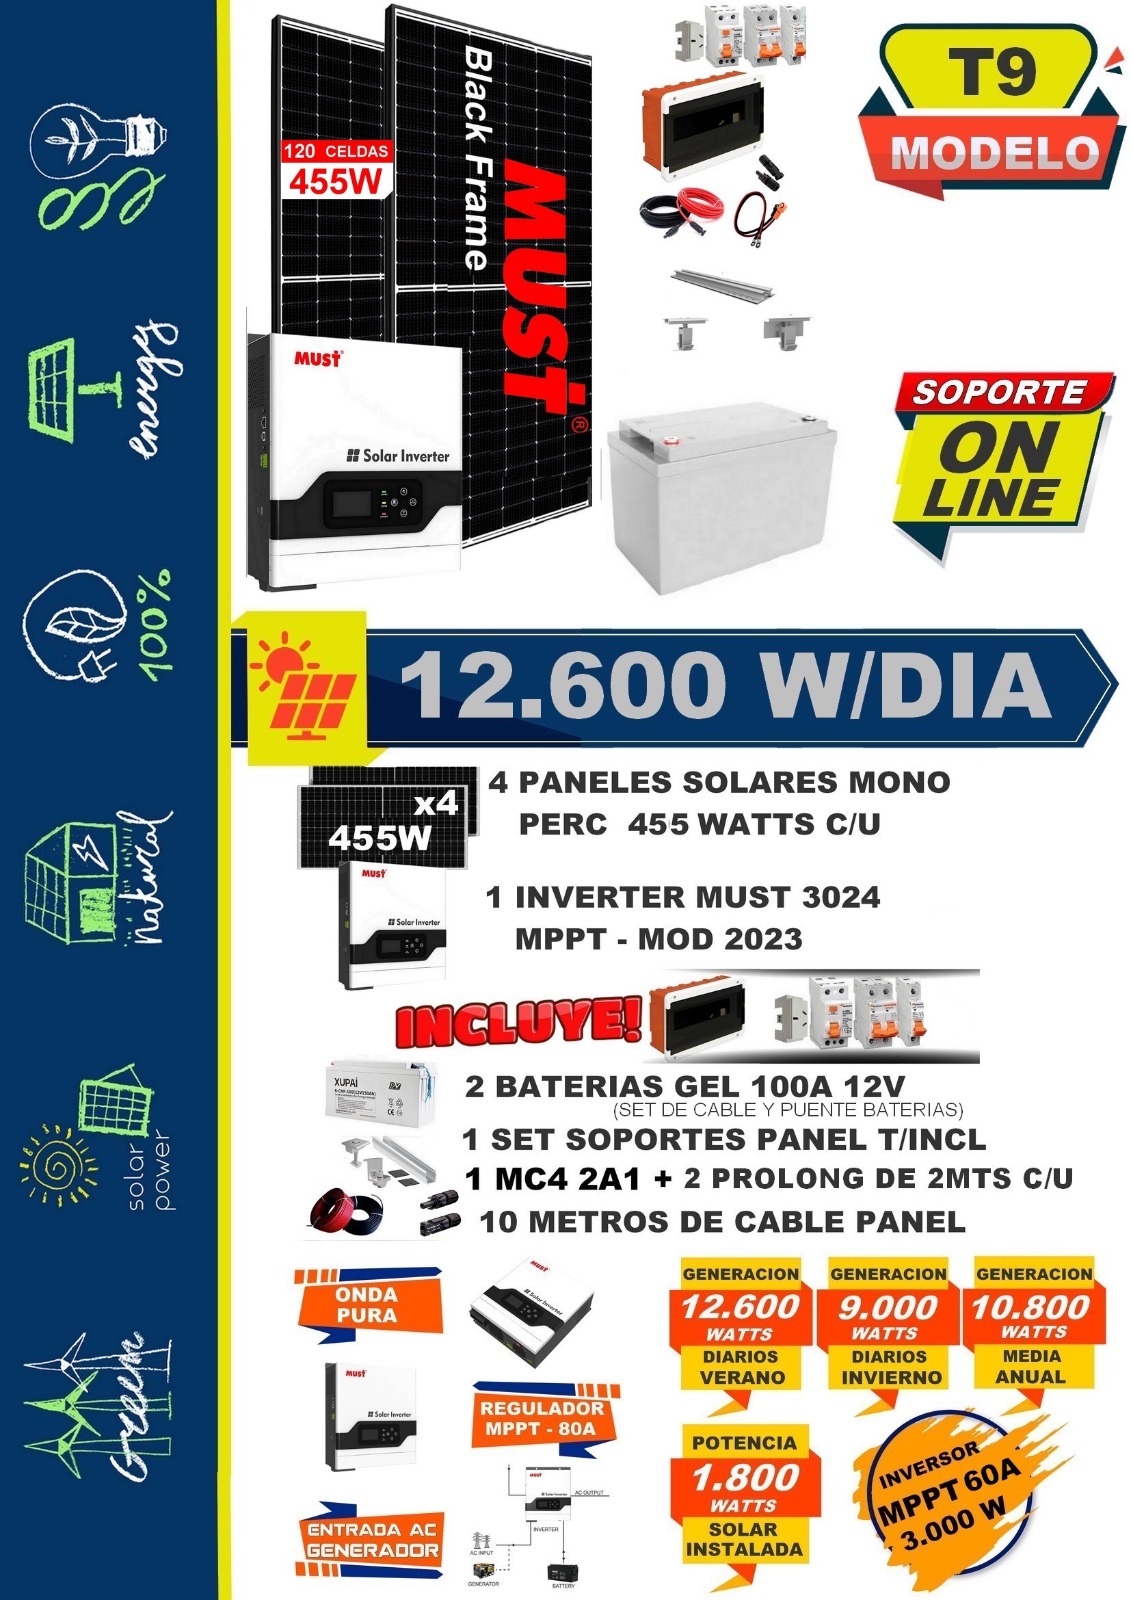 T9
MODELO
Black Frame
MUST®
120 CELDAS
455W
MUST
Solar Inverter
SOPORTE
ON
LINE
energy
100%
natural
solar
power
Green
12.600 W/DIA
x4
455W
4 PANELES SOLARES MONO
PERC 455 WATTS C/U
MUST
Solar Inverter
1 INVERTER MUST 3024
MPPT - MOD 2023
INCLUYE!
XUPAI
2 BATERIAS GEL 100A 12V
(SET DE CABLE Y PUENTE BATERIAS)
1 SET SOPORTES PANEL T/INCL
1 MC4 2A1 + 2 PROLONG DE 2MTS C/U
10 METROS DE CABLE PANEL
ONDA
PURA
MUST
Solar Inverter
GENERACION
12.600
WATTS
DIARIOS
VERANO
GENERACION
9.000
WATTS
DIARIOS
INVIERNO
GENERACION
10.800
WATTS
MEDIA
ANUAL
MUST
Solar Inverter
REGULADOR
MPPT - 80A
POTENCIA
1.800
WATTS
SOLAR
INSTALADA
INVERSOR
MPPT 60A
3.000 W
ENTRADA AC
GENERADOR
MUST
Solar Inverter
AC OUTPUT
INVERTER
AC INPUT
GENERATOR
BATTERY